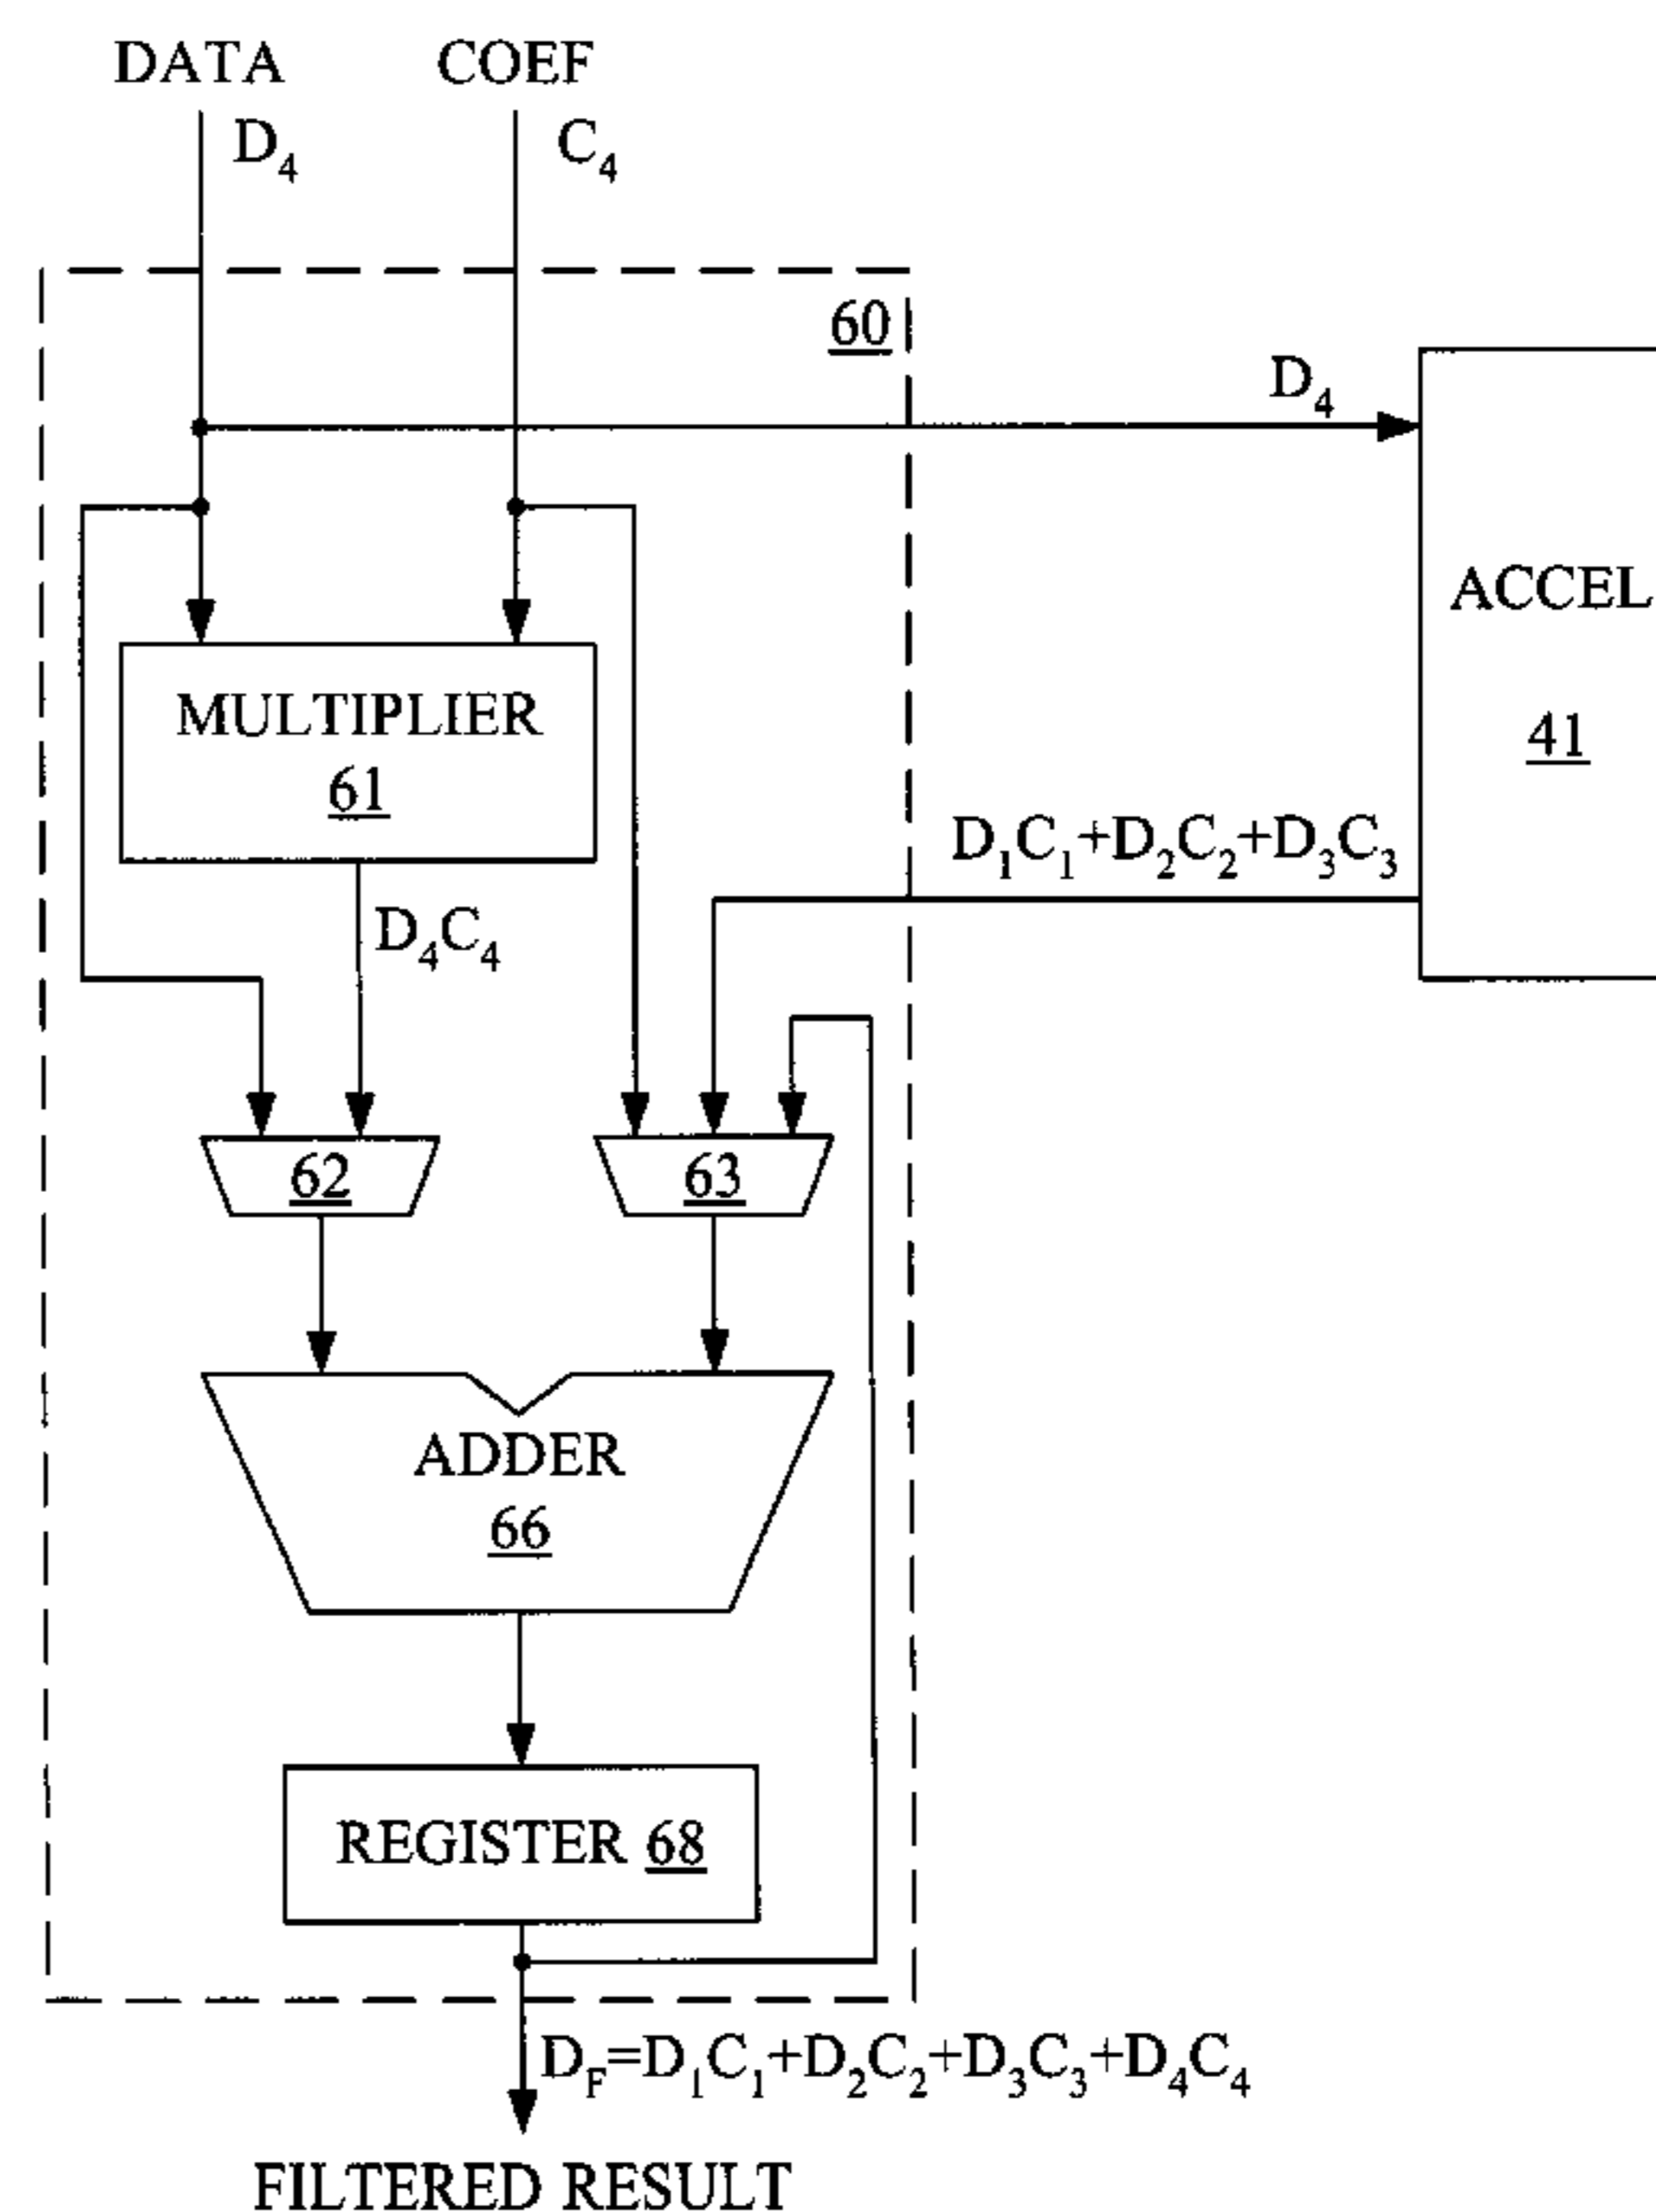 DATA COEF
D₄ C₄
60
D₄
ACCEL
41
MULTIPLIER
61
D₁C₁+D₂C₂+D₃C₃
D₄C₄
62 63
ADDER
66
REGISTER 68
D_F=D₁C₁+D₂C₂+D₃C₃+D₄C₄
FILTERED RESULT